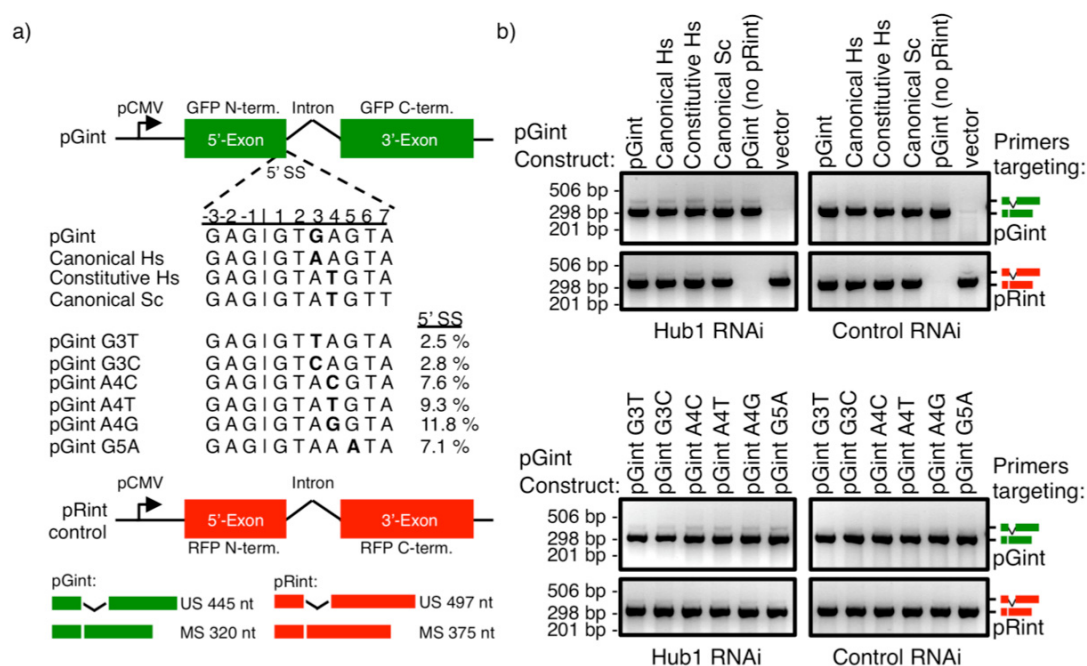 a)
pCMV GFP N-term. Intron GFP C-term.
pGint 5'-Exon 3'-Exon
5' SS
-3 -2 -1 | 1 2 3 4 5 6 7
pGint G A G | G T G A G T A
Canonical Hs G A G | G T A A G T A
Constitutive Hs G A G | G T A T G T A
Canonical Sc G A G | G T A T G T T
5' SS
pGint G3T G A G | G T T A G T A 2.5 %
pGint G3C G A G | G T C A G T A 2.8 %
pGint A4C G A G | G T A C G T A 7.6 %
pGint A4T G A G | G T A T G T A 9.3 %
pGint A4G G A G | G T A G G T A 11.8 %
pGint G5A G A G | G T A A A T A 7.1 %
pCMV Intron
pRint control 5'-Exon 3'-Exon
RFP N-term. RFP C-term.
pGint: pRint:
US 445 nt US 497 nt
MS 320 nt MS 375 nt
b)
pGint Construct:
pGint
Canonical Hs
Constitutive Hs
Canonical Sc
pGint (no pRint)
vector
pGint
Canonical Hs
Constitutive Hs
Canonical Sc
pGint (no pRint)
vector
Primers targeting:
506 bp
298 bp
201 bp
pGint
506 bp
298 bp
201 bp
pRint
Hub1 RNAi Control RNAi
pGint Construct:
pGint G3T
pGint G3C
pGint A4C
pGint A4T
pGint A4G
pGint G5A
pGint G3T
pGint G3C
pGint A4C
pGint A4T
pGint A4G
pGint G5A
Primers targeting:
506 bp
298 bp
201 bp
pGint
506 bp
298 bp
201 bp
pRint
Hub1 RNAi Control RNAi